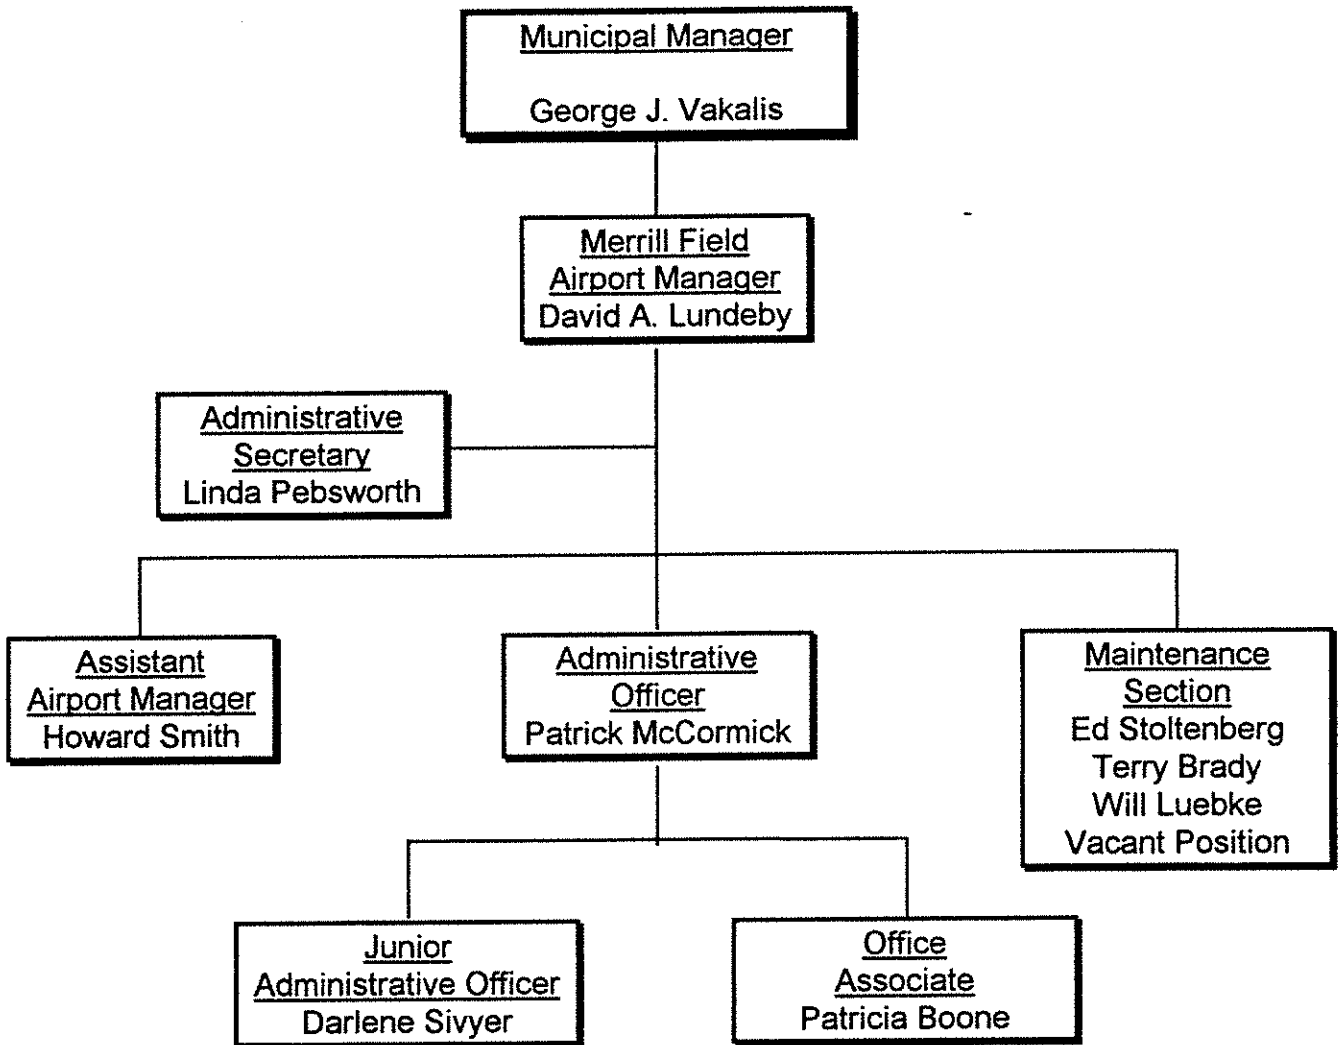 Municipal Manager
George J. Vakalis
Merrill Field
Airport Manager
David A. Lundeby
Administrative
Secretary
Linda Pebsworth
Assistant
Airport Manager
Howard Smith
Administrative
Officer
Patrick McCormick
Maintenance
Section
Ed Stoltenberg
Terry Brady
Will Luebke
Vacant Position
Junior
Administrative Officer
Darlene Sivyer
Office
Associate
Patricia Boone